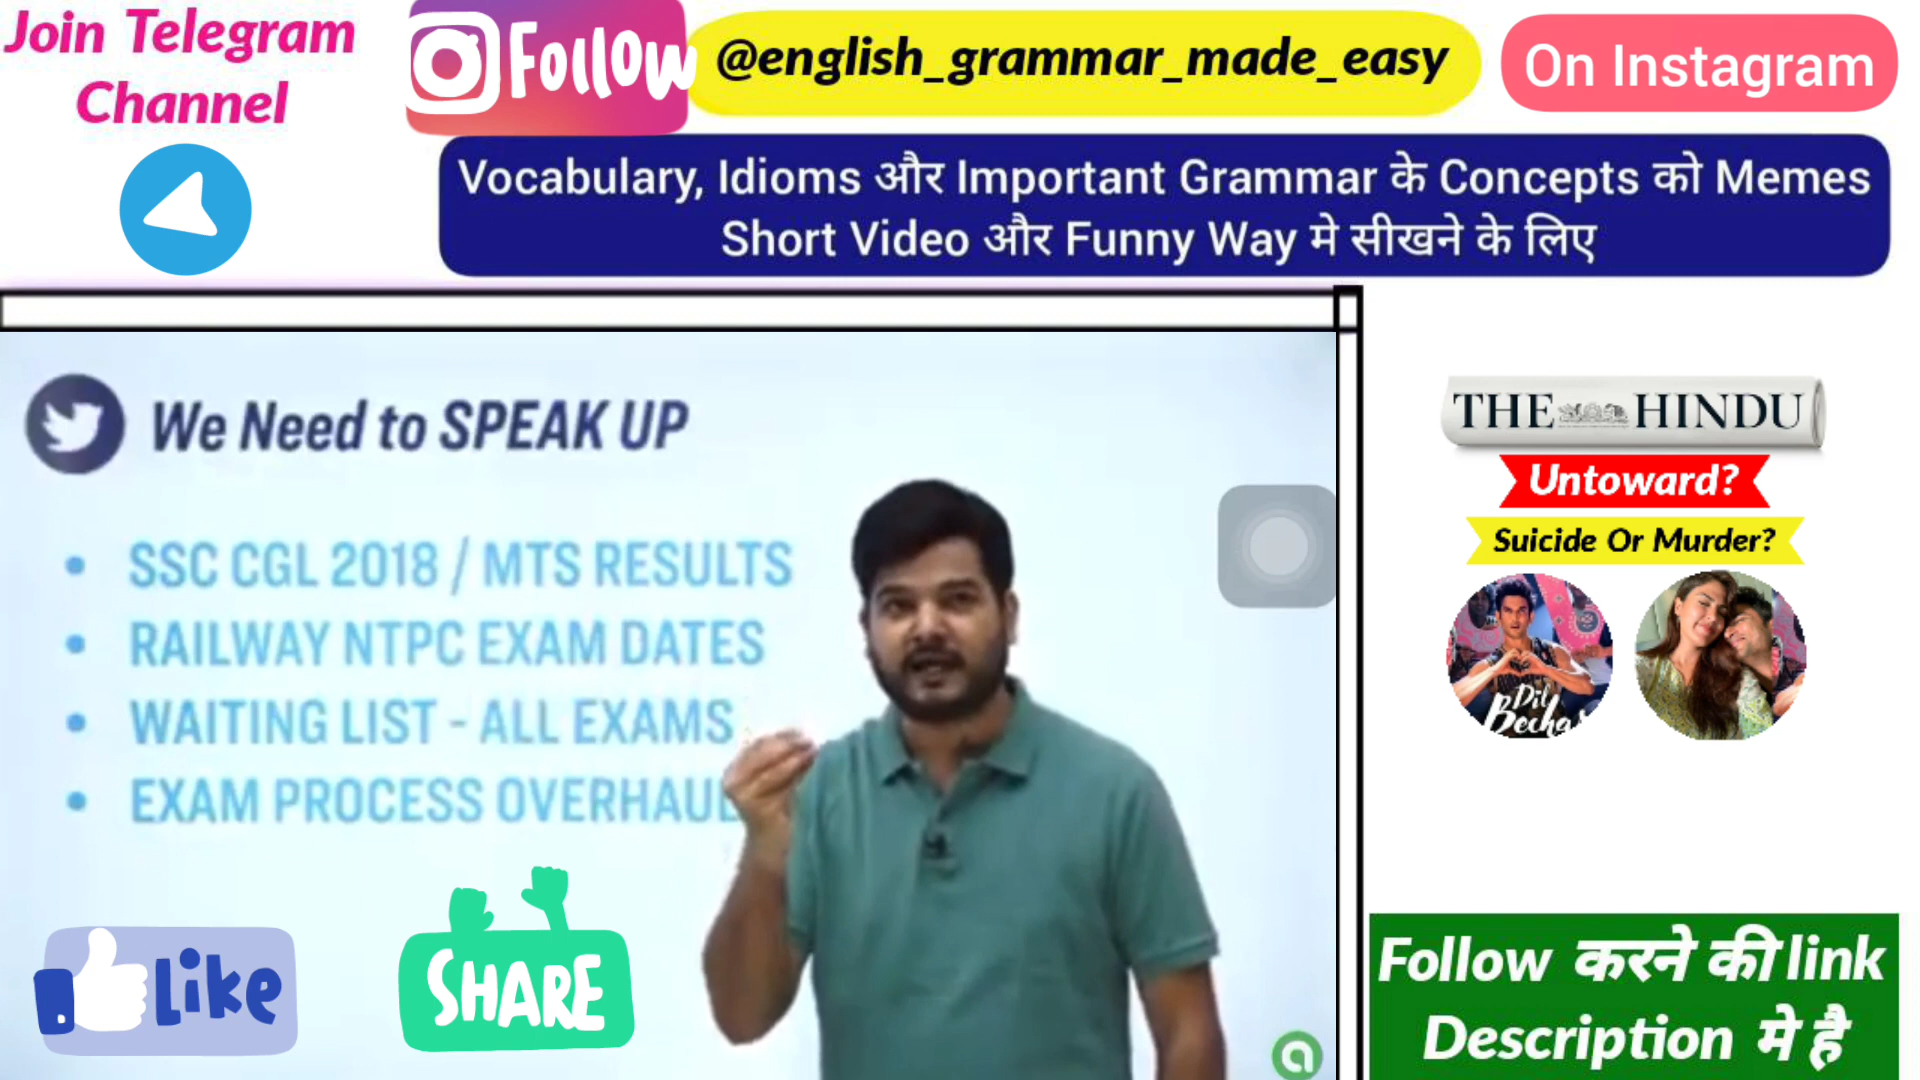 Join Telegram
Channel
Follow
@english_grammar_made_easy
On Instagram
Vocabulary, Idioms और Important Grammar के Concepts को Memes
Short Video और Funny Way मे सीखने के लिए
We Need to SPEAK UP
• SSC CGL 2018 / MTS RESULTS
• RAILWAY NTPC EXAM DATES
• WAITING LIST - ALL EXAMS
• EXAM PROCESS OVERHAUL
THE HINDU
Untoward?
Suicide Or Murder?
Dil
Bechar
Like
SHARE
a
Follow करने की link
Description मे है